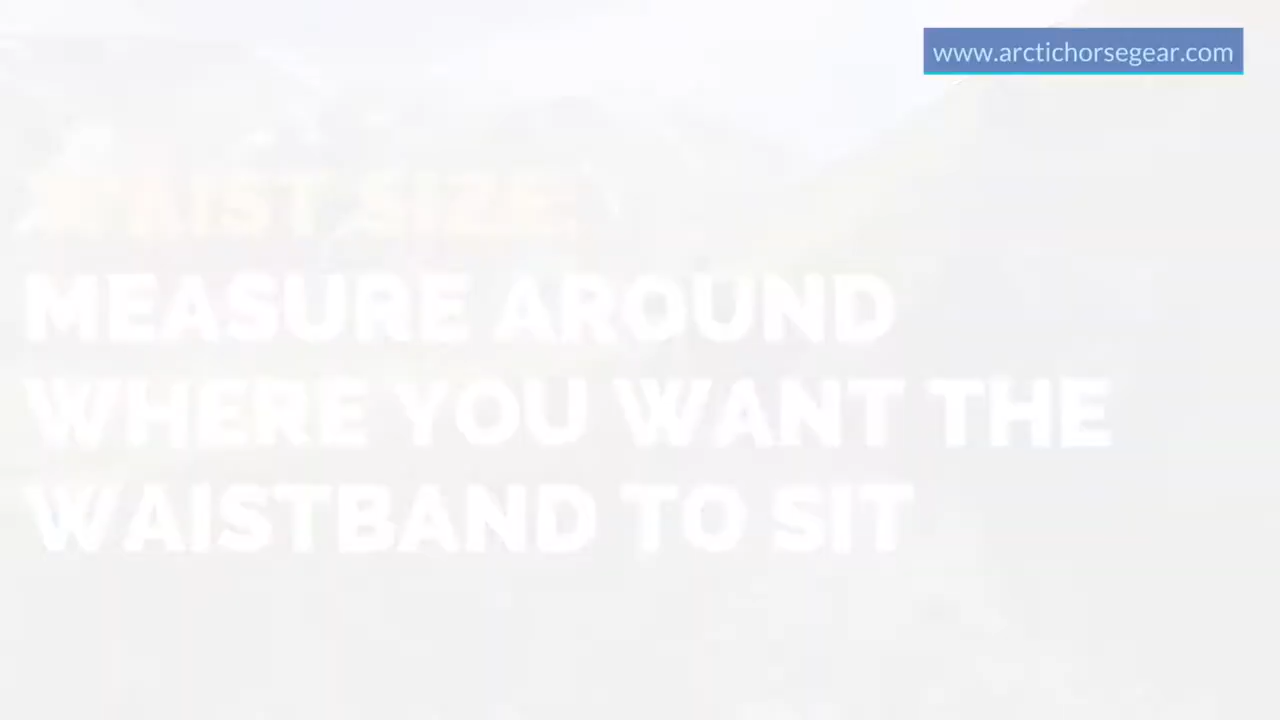 www.arctichorsegear.com
WAIST SIZE:
MEASURE AROUND
WHERE YOU WANT THE
WAISTBAND TO SIT